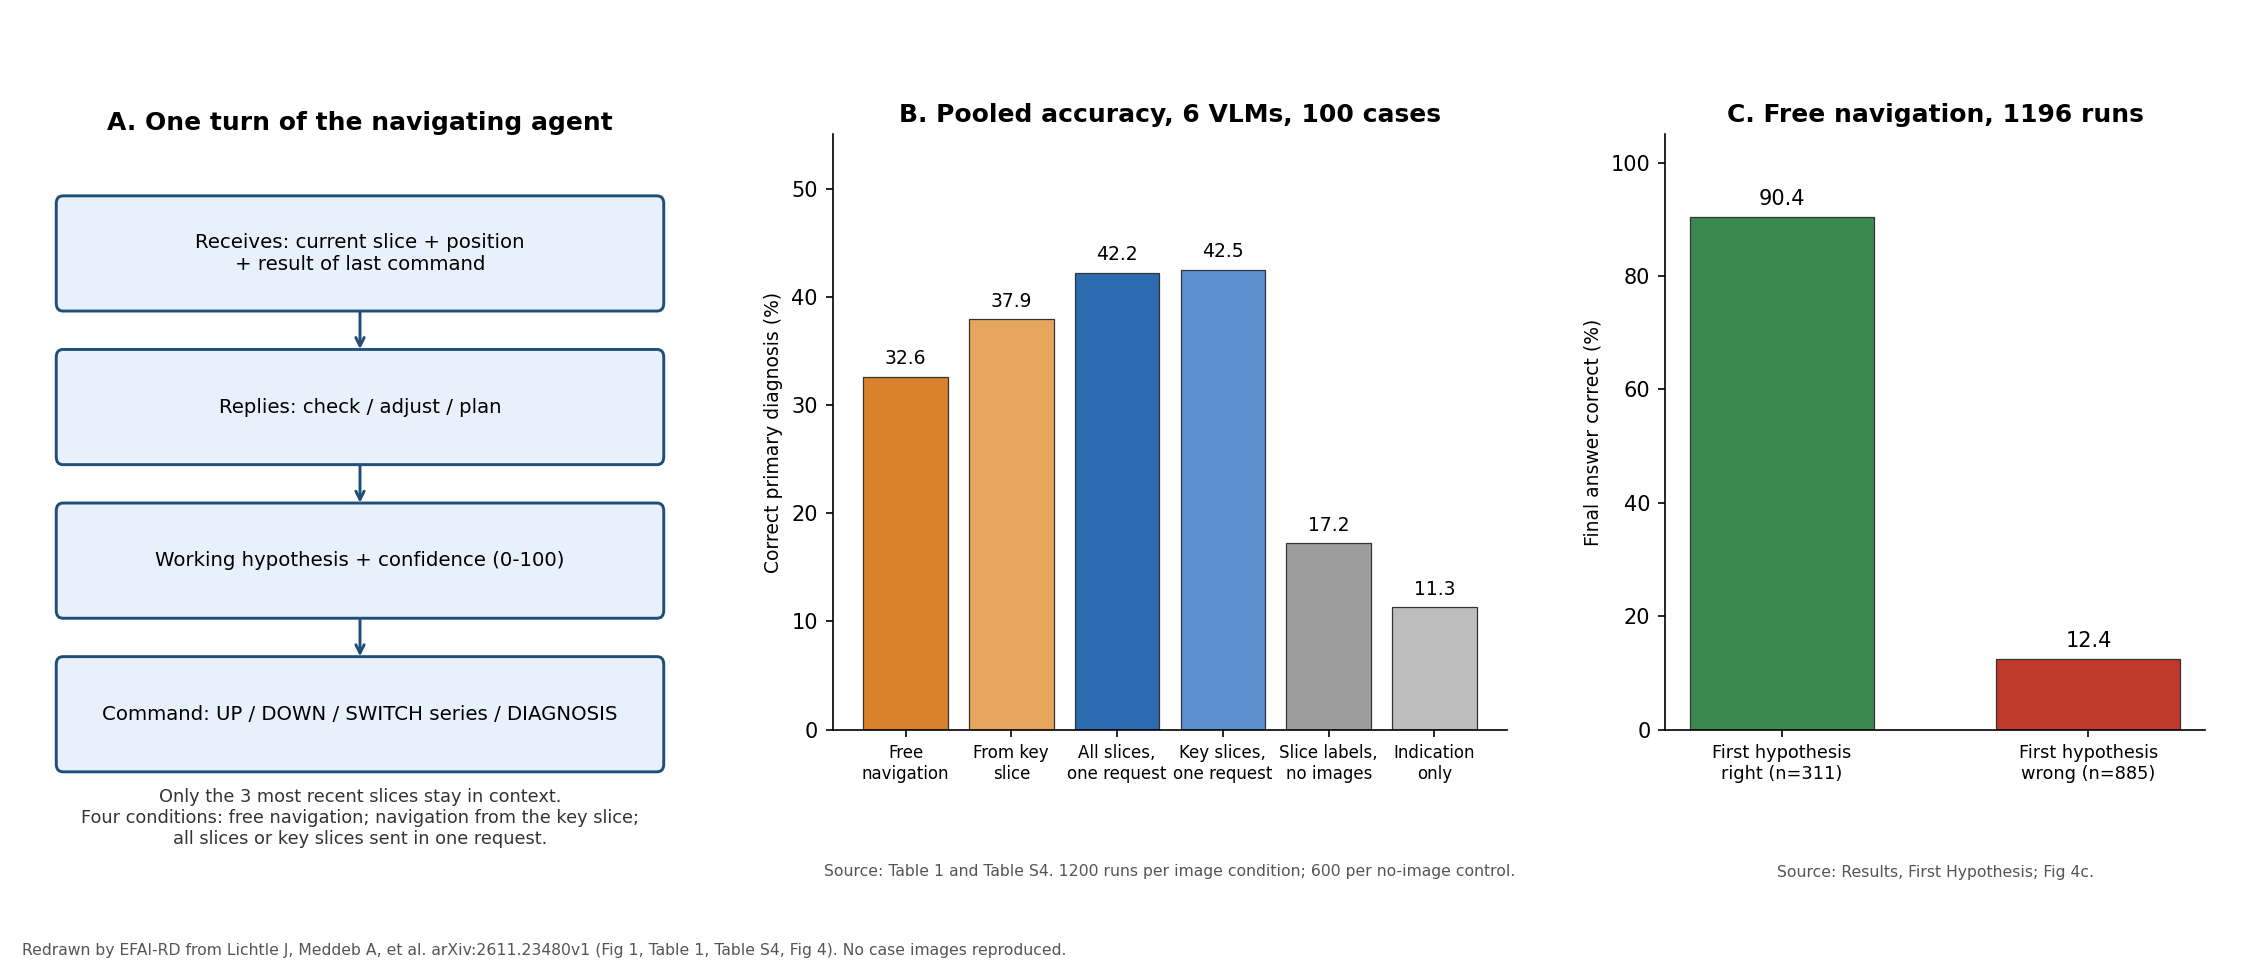 A. One turn of the navigating agent
Receives: current slice + position
+ result of last command
Replies: check / adjust / plan
Working hypothesis + confidence (0-100)
Command: UP / DOWN / SWITCH series / DIAGNOSIS
Only the 3 most recent slices stay in context.
Four conditions: free navigation; navigation from the key slice;
all slices or key slices sent in one request.
B. Pooled accuracy, 6 VLMs, 100 cases
Correct primary diagnosis (%)
50
40
30
20
10
0
32.6
37.9
42.2
42.5
17.2
11.3
Free
navigation
From key
slice
All slices,
one request
Key slices,
one request
Slice labels,
no images
Indication
only
Source: Table 1 and Table S4. 1200 runs per image condition; 600 per no-image control.
C. Free navigation, 1196 runs
Final answer correct (%)
100
80
60
40
20
0
90.4
12.4
First hypothesis
right (n=311)
First hypothesis
wrong (n=885)
Source: Results, First Hypothesis; Fig 4c.
Redrawn by EFAI-RD from Lichtle J, Meddeb A, et al. arXiv:2611.23480v1 (Fig 1, Table 1, Table S4, Fig 4). No case images reproduced.